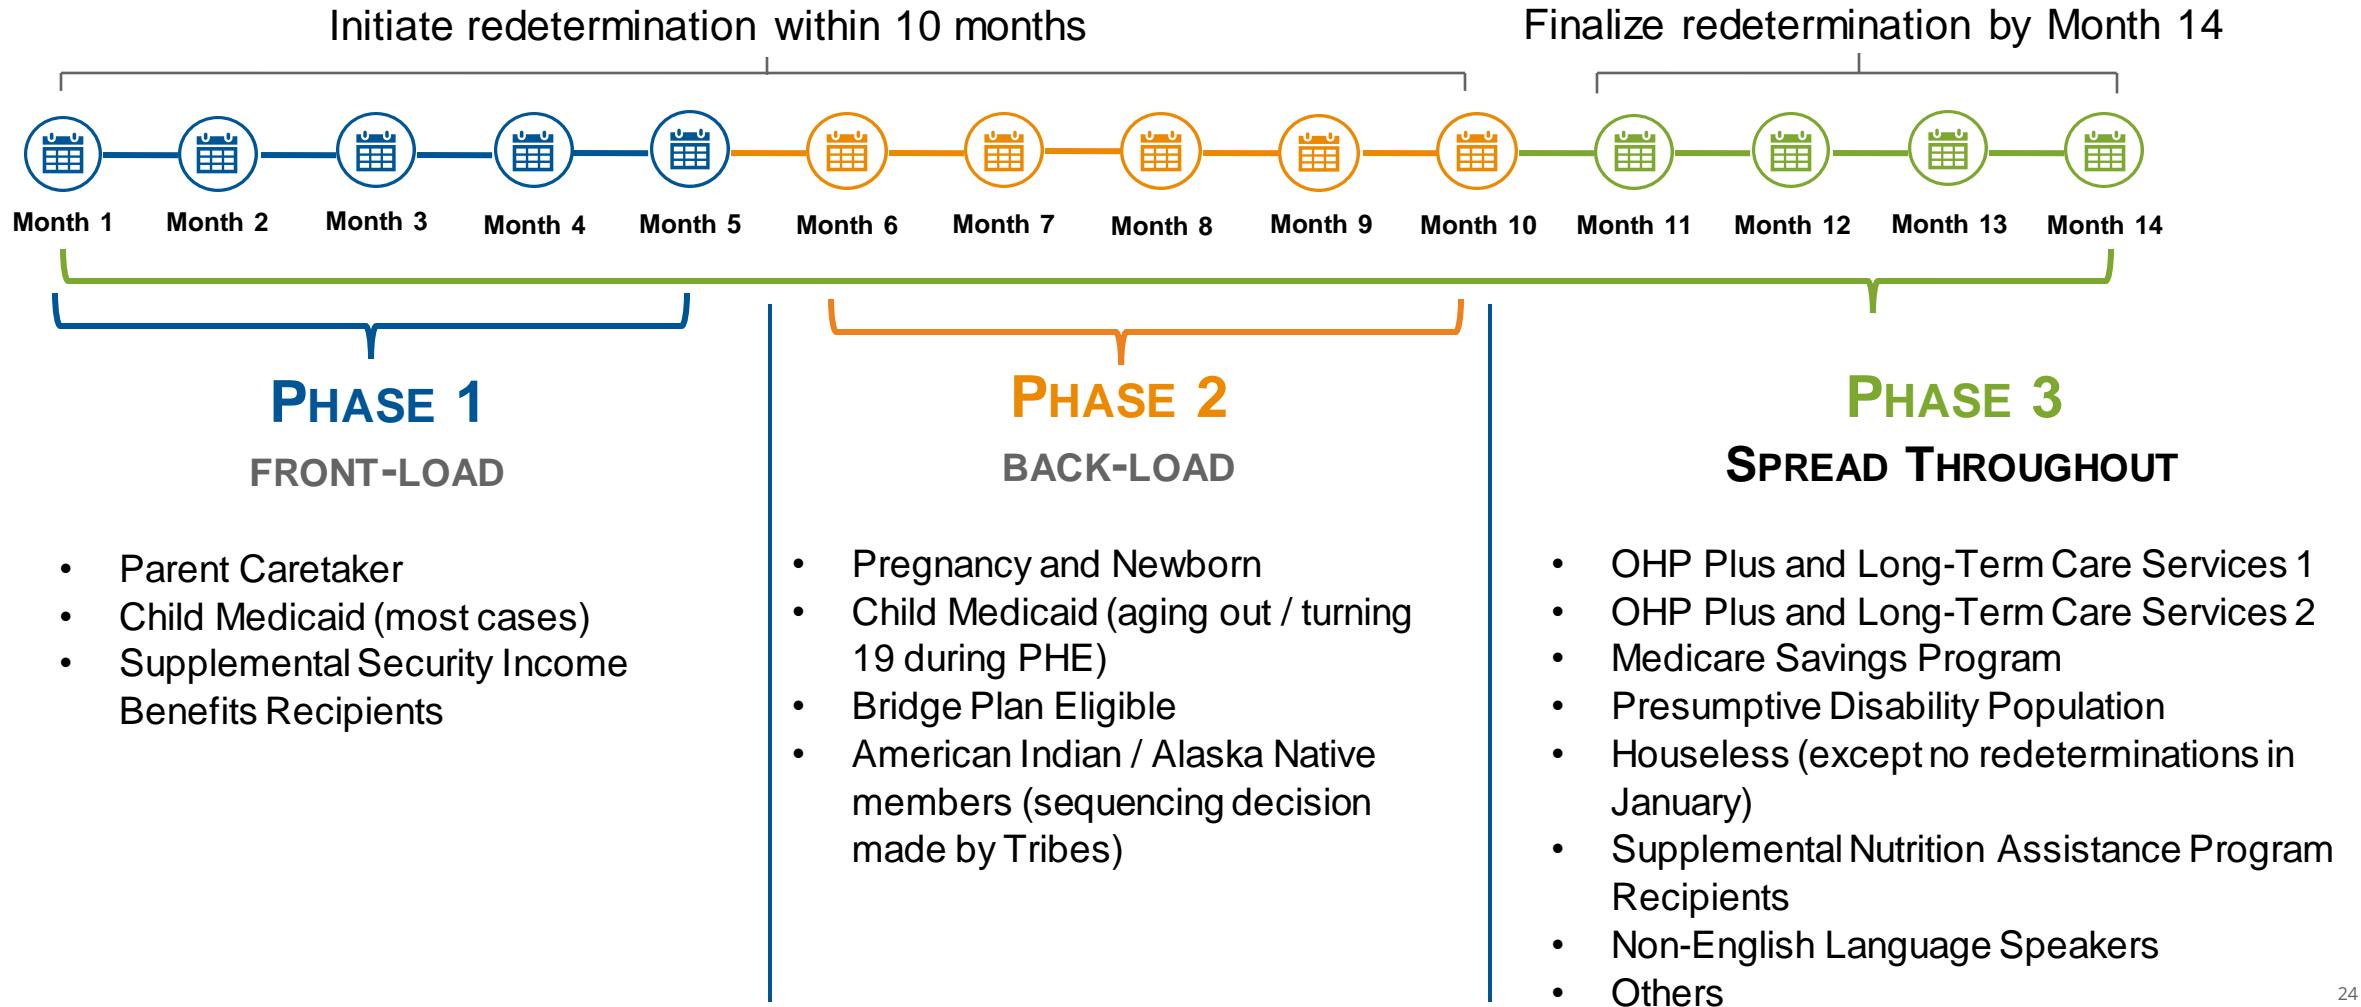 Initiate redetermination within 10 months
Finalize redetermination by Month 14
Month 1
Month 2
Month 3
Month 4
Month 5
Month 6
Month 7
Month 8
Month 9
Month 10
Month 11
Month 12
Month 13
Month 14
PHASE 1
FRONT-LOAD
• Parent Caretaker
• Child Medicaid (most cases)
• Supplemental Security Income
Benefits Recipients
PHASE 2
BACK-LOAD
• Pregnancy and Newborn
• Child Medicaid (aging out / turning
19 during PHE)
• Bridge Plan Eligible
• American Indian / Alaska Native
members (sequencing decision
made by Tribes)
PHASE 3
SPREAD THROUGHOUT
• OHP Plus and Long-Term Care Services 1
• OHP Plus and Long-Term Care Services 2
• Medicare Savings Program
• Presumptive Disability Population
• Houseless (except no redeterminations in
January)
• Supplemental Nutrition Assistance Program
Recipients
• Non-English Language Speakers
• Others
24